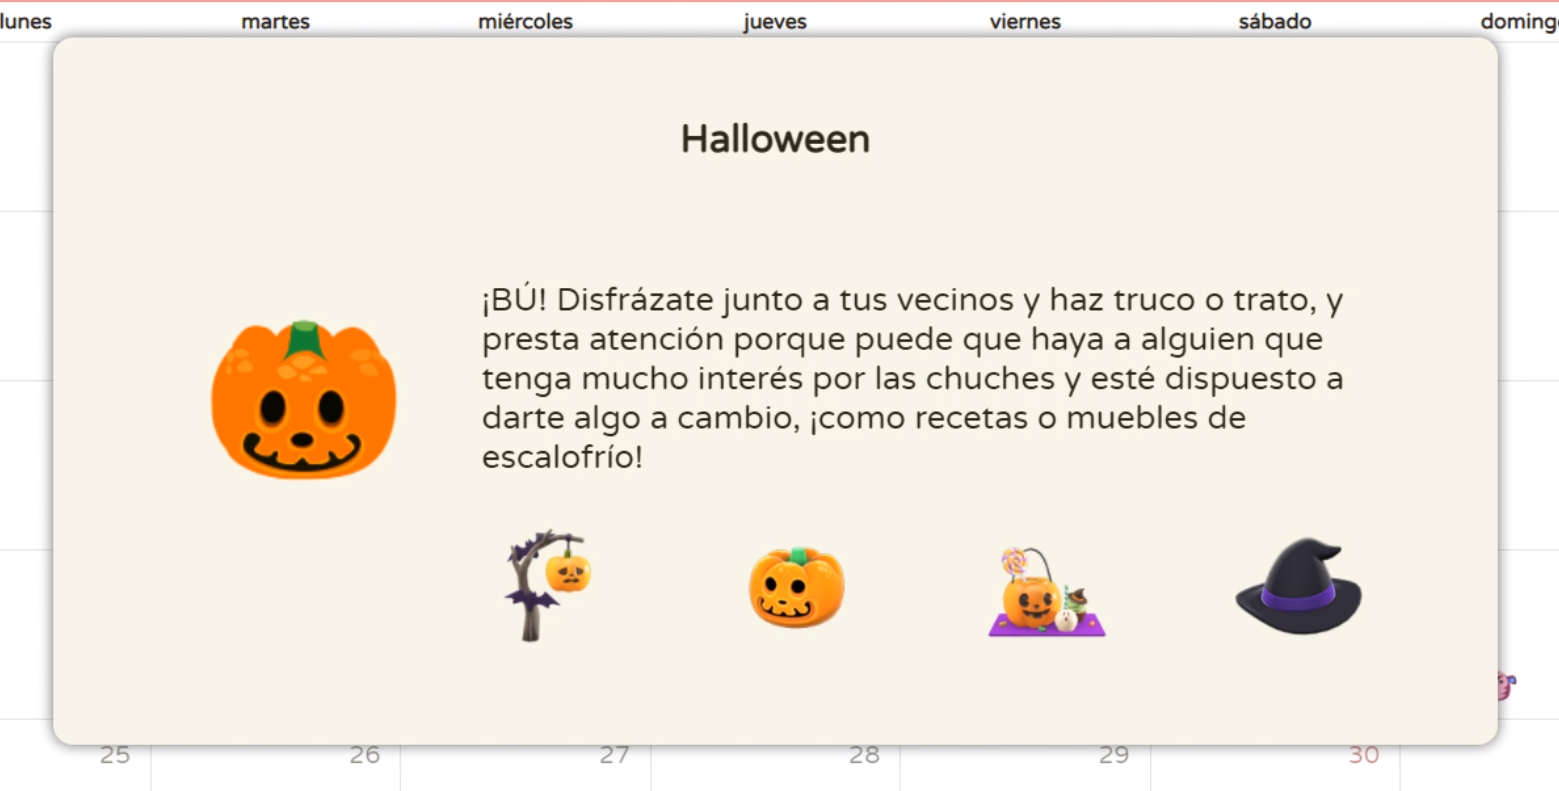 lunes martes miércoles jueves viernes sábado doming
Halloween
¡BÚ! Disfrázate junto a tus vecinos y haz truco o trato, y
presta atención porque puede que haya a alguien que
tenga mucho interés por las chuches y esté dispuesto a
darte algo a cambio, ¡como recetas o muebles de
escalofrío!
25 26 27 28 29 30